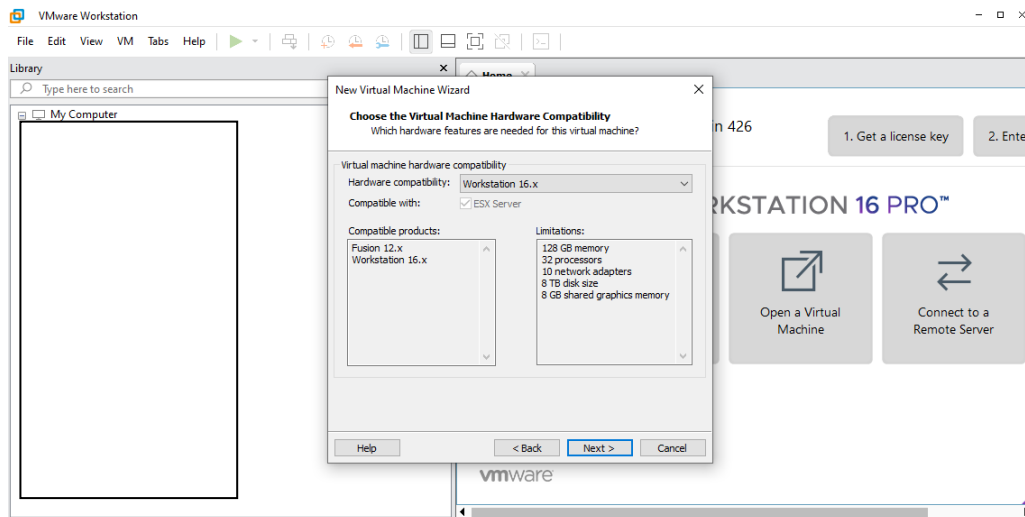 VMware Workstation
File Edit View VM Tabs Help
Library
Type here to search
My Computer
Home
New Virtual Machine Wizard
Choose the Virtual Machine Hardware Compatibility
Which hardware features are needed for this virtual machine?
Virtual machine hardware compatibility
Hardware compatibility: Workstation 16.x
Compatible with: ESX Server
Compatible products:
Fusion 12.x
Workstation 16.x
Limitations:
128 GB memory
32 processors
10 network adapters
8 TB disk size
8 GB shared graphics memory
Help < Back Next > Cancel
in 426
1. Get a license key
2. Ente
RKSTATION 16 PRO™
Open a Virtual
Machine
Connect to a
Remote Server
vmware